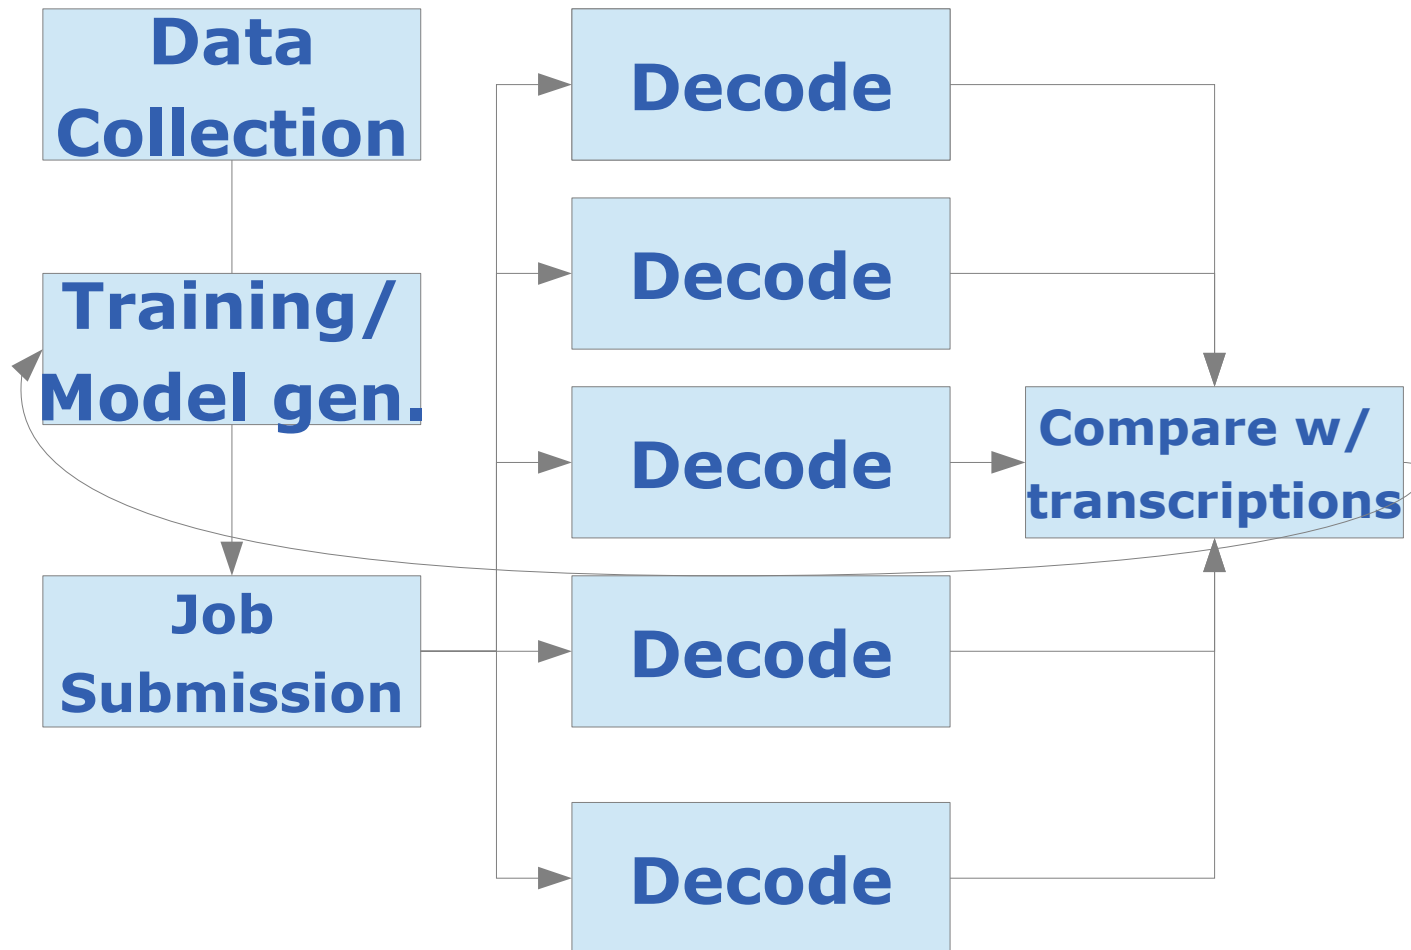 Data
Collection
Training/
Model gen.
Job
Submission
Decode
Decode
Decode
Decode
Decode
Compare w/
transcriptions